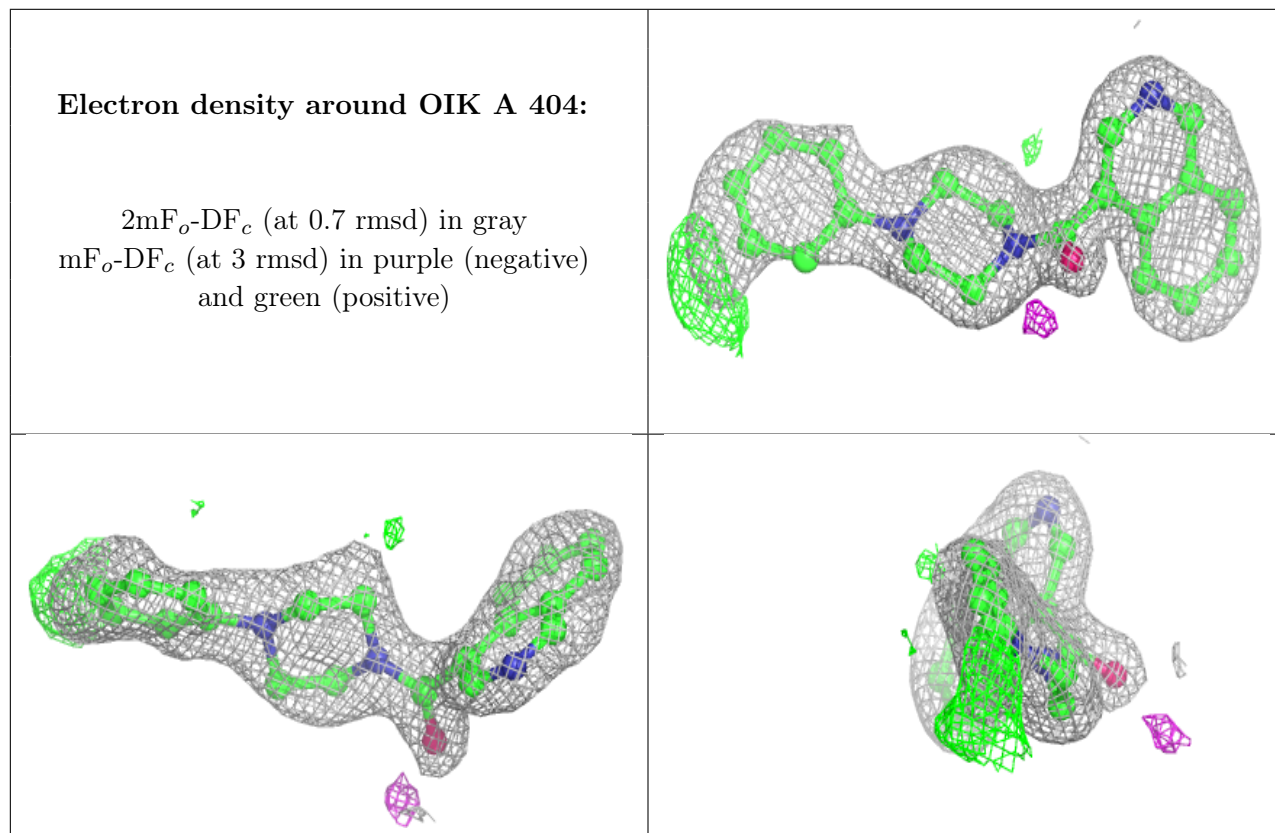 Electron density around OIK A 404:
2mFo-DFc (at 0.7 rmsd) in gray
mFo-DFc (at 3 rmsd) in purple (negative)
and green (positive)